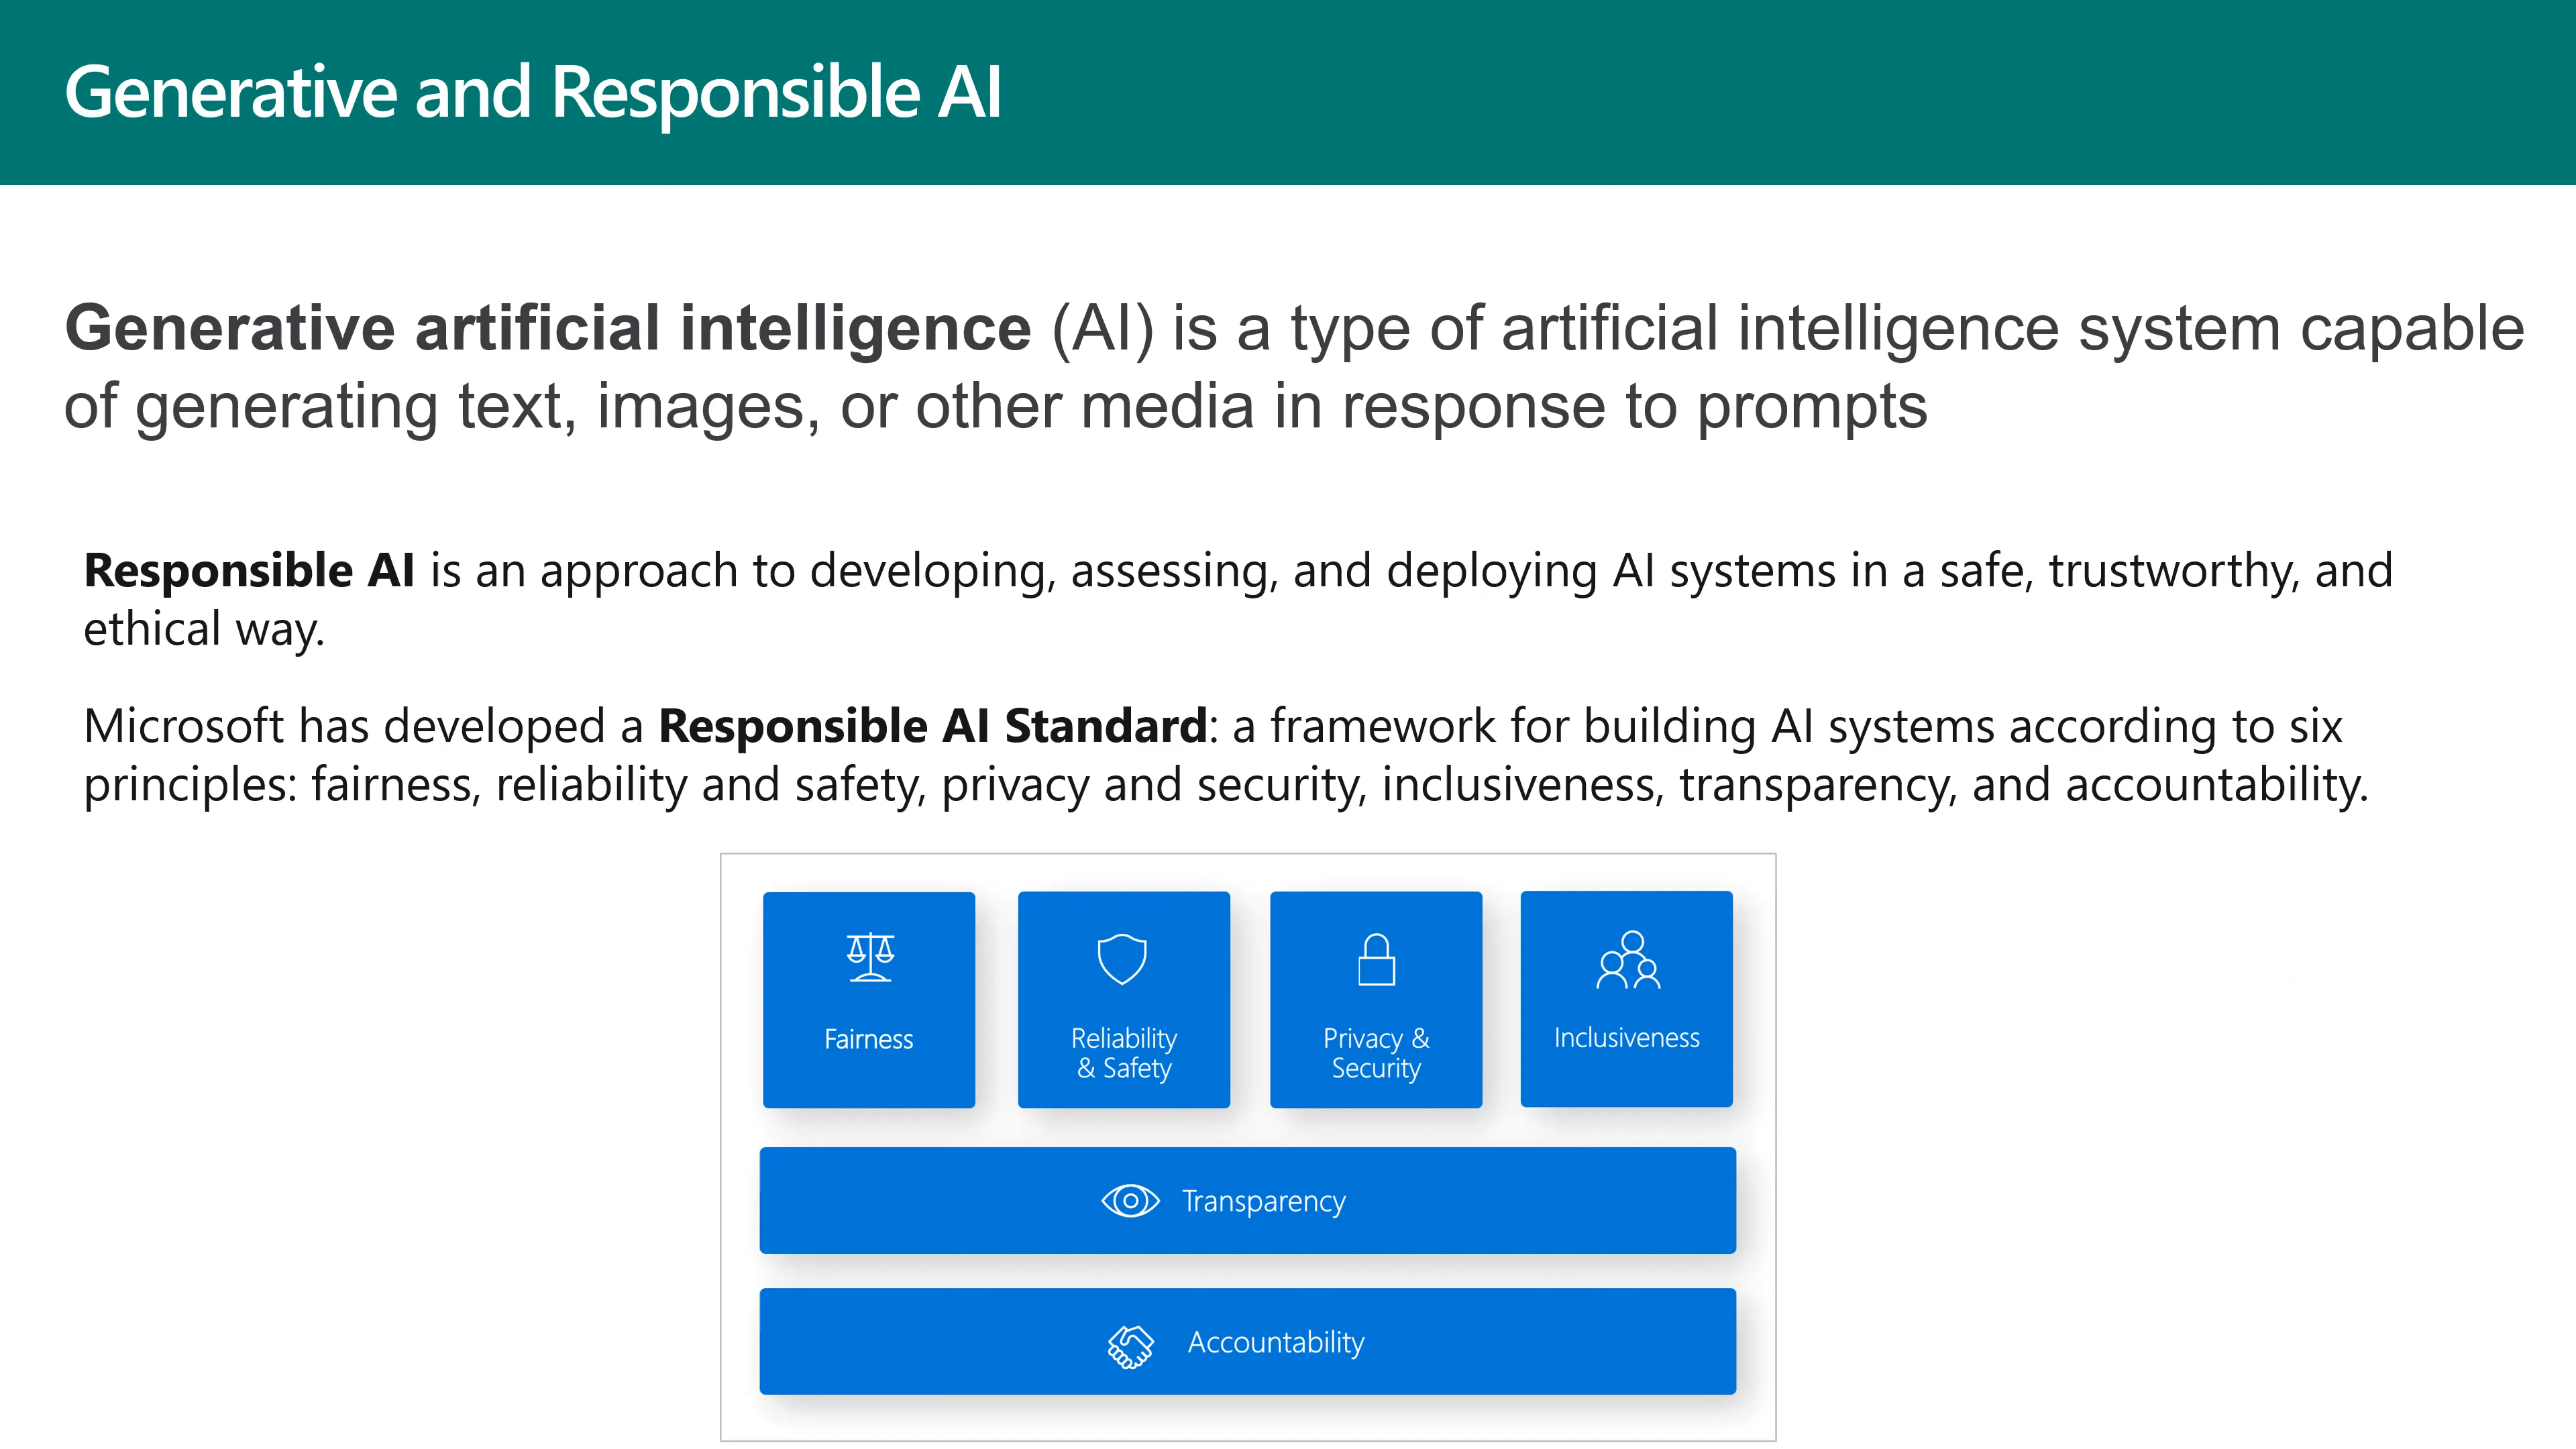 Generative and Responsible AI
Generative artificial intelligence (AI) is a type of artificial intelligence system capable
of generating text, images, or other media in response to prompts
Responsible AI is an approach to developing, assessing, and deploying AI systems in a safe, trustworthy, and
ethical way.
Microsoft has developed a Responsible AI Standard: a framework for building AI systems according to six
principles: fairness, reliability and safety, privacy and security, inclusiveness, transparency, and accountability.
Fairness
Reliability
& Safety
Privacy &
Security
Inclusiveness
Transparency
Accountability